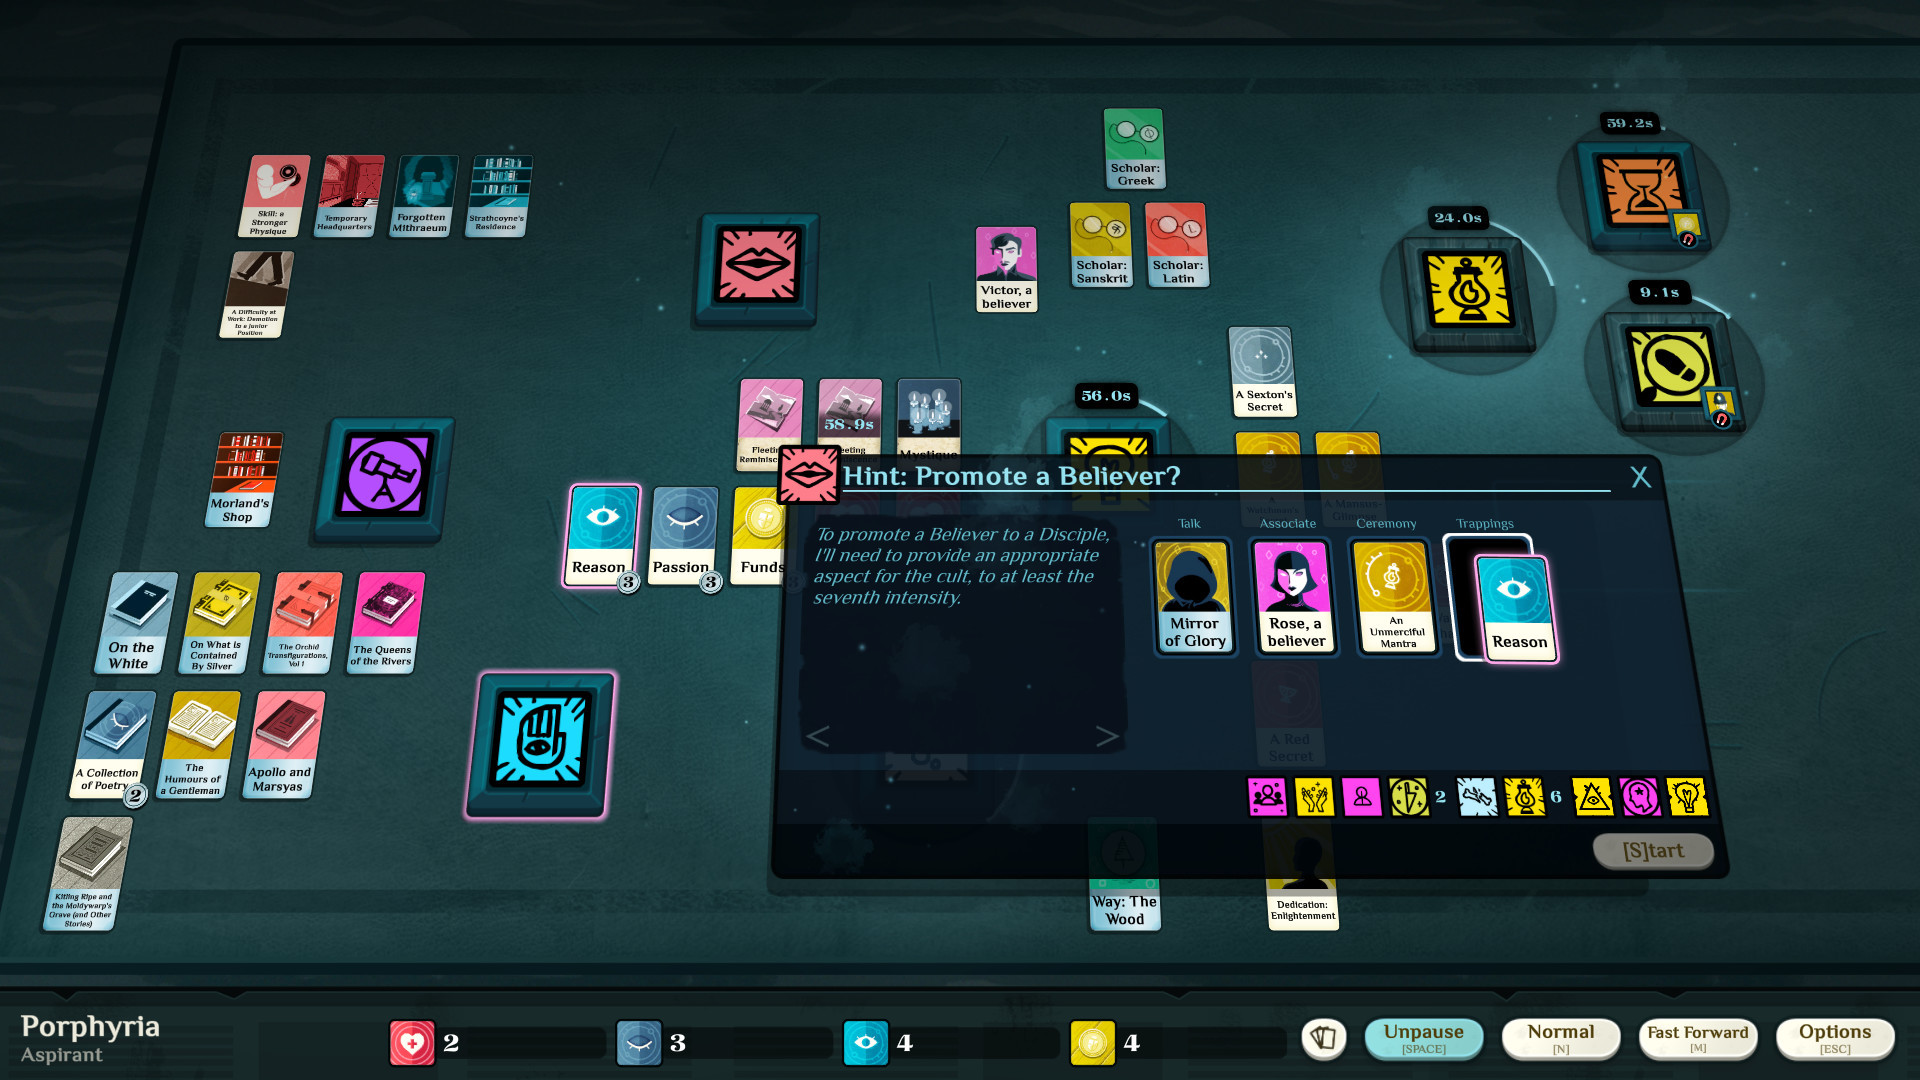 59.2s
Scholar:
Greek
Skill: a
Stronger
Physique
Temporary
Headquarters
Forgotten
Mithraeum
Strathcoyne's
Residence
24.0s
Victor, a
believer
Scholar:
Sanskrit
Scholar:
Latin
9.1s
A Difficulty at
Work: Demotion
to a Junior
Position
58.9s
Mystique
56.0s
A Sexton's
Secret
Morland's
Shop
Hint: Promote a Believer?
X
To promote a Believer to a Disciple,
I'll need to provide an appropriate
aspect for the cult, to at least the
seventh intensity.
Talk
Associate
Ceremony
Trappings
Reason
3
Passion
3
Funds
Mirror
of Glory
Rose, a
believer
An
Unmerciful
Mantra
Reason
On the
White
On What is
Contained
By Silver
The Orchid
Transfigurations,
Vol 1
The Queens
of the Rivers
A Red
Secret
<
>
A Collection
of Poetry
2
The
Humours of
a Gentleman
Apollo and
Marsyas
2
6
[S]tart
Kitling Ripe and
the Moldywarp's
Grave (and Other
Stories)
Way: The
Wood
Dedication:
Enlightenment
Porphyria
Aspirant
2
3
4
4
Unpause
[SPACE]
Normal
[N]
Fast Forward
[M]
Options
[ESC]